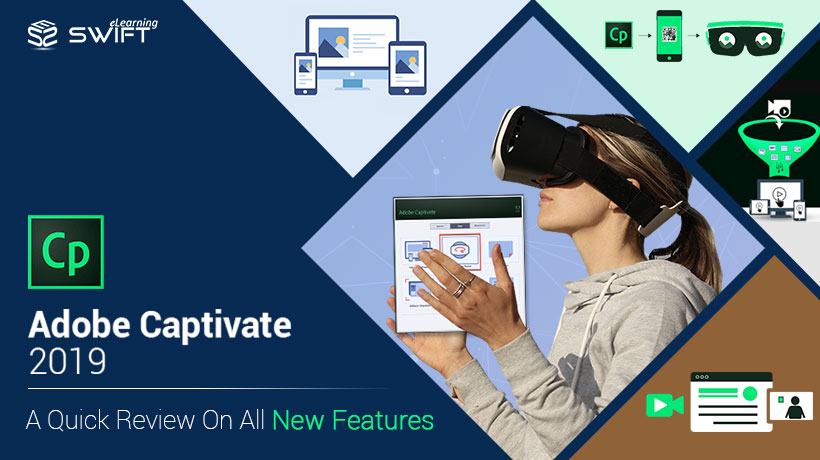 eLearning
SWIFT
Cp
Adobe Captivate
Cp
Adobe Captivate
2019
A Quick Review On All New Features